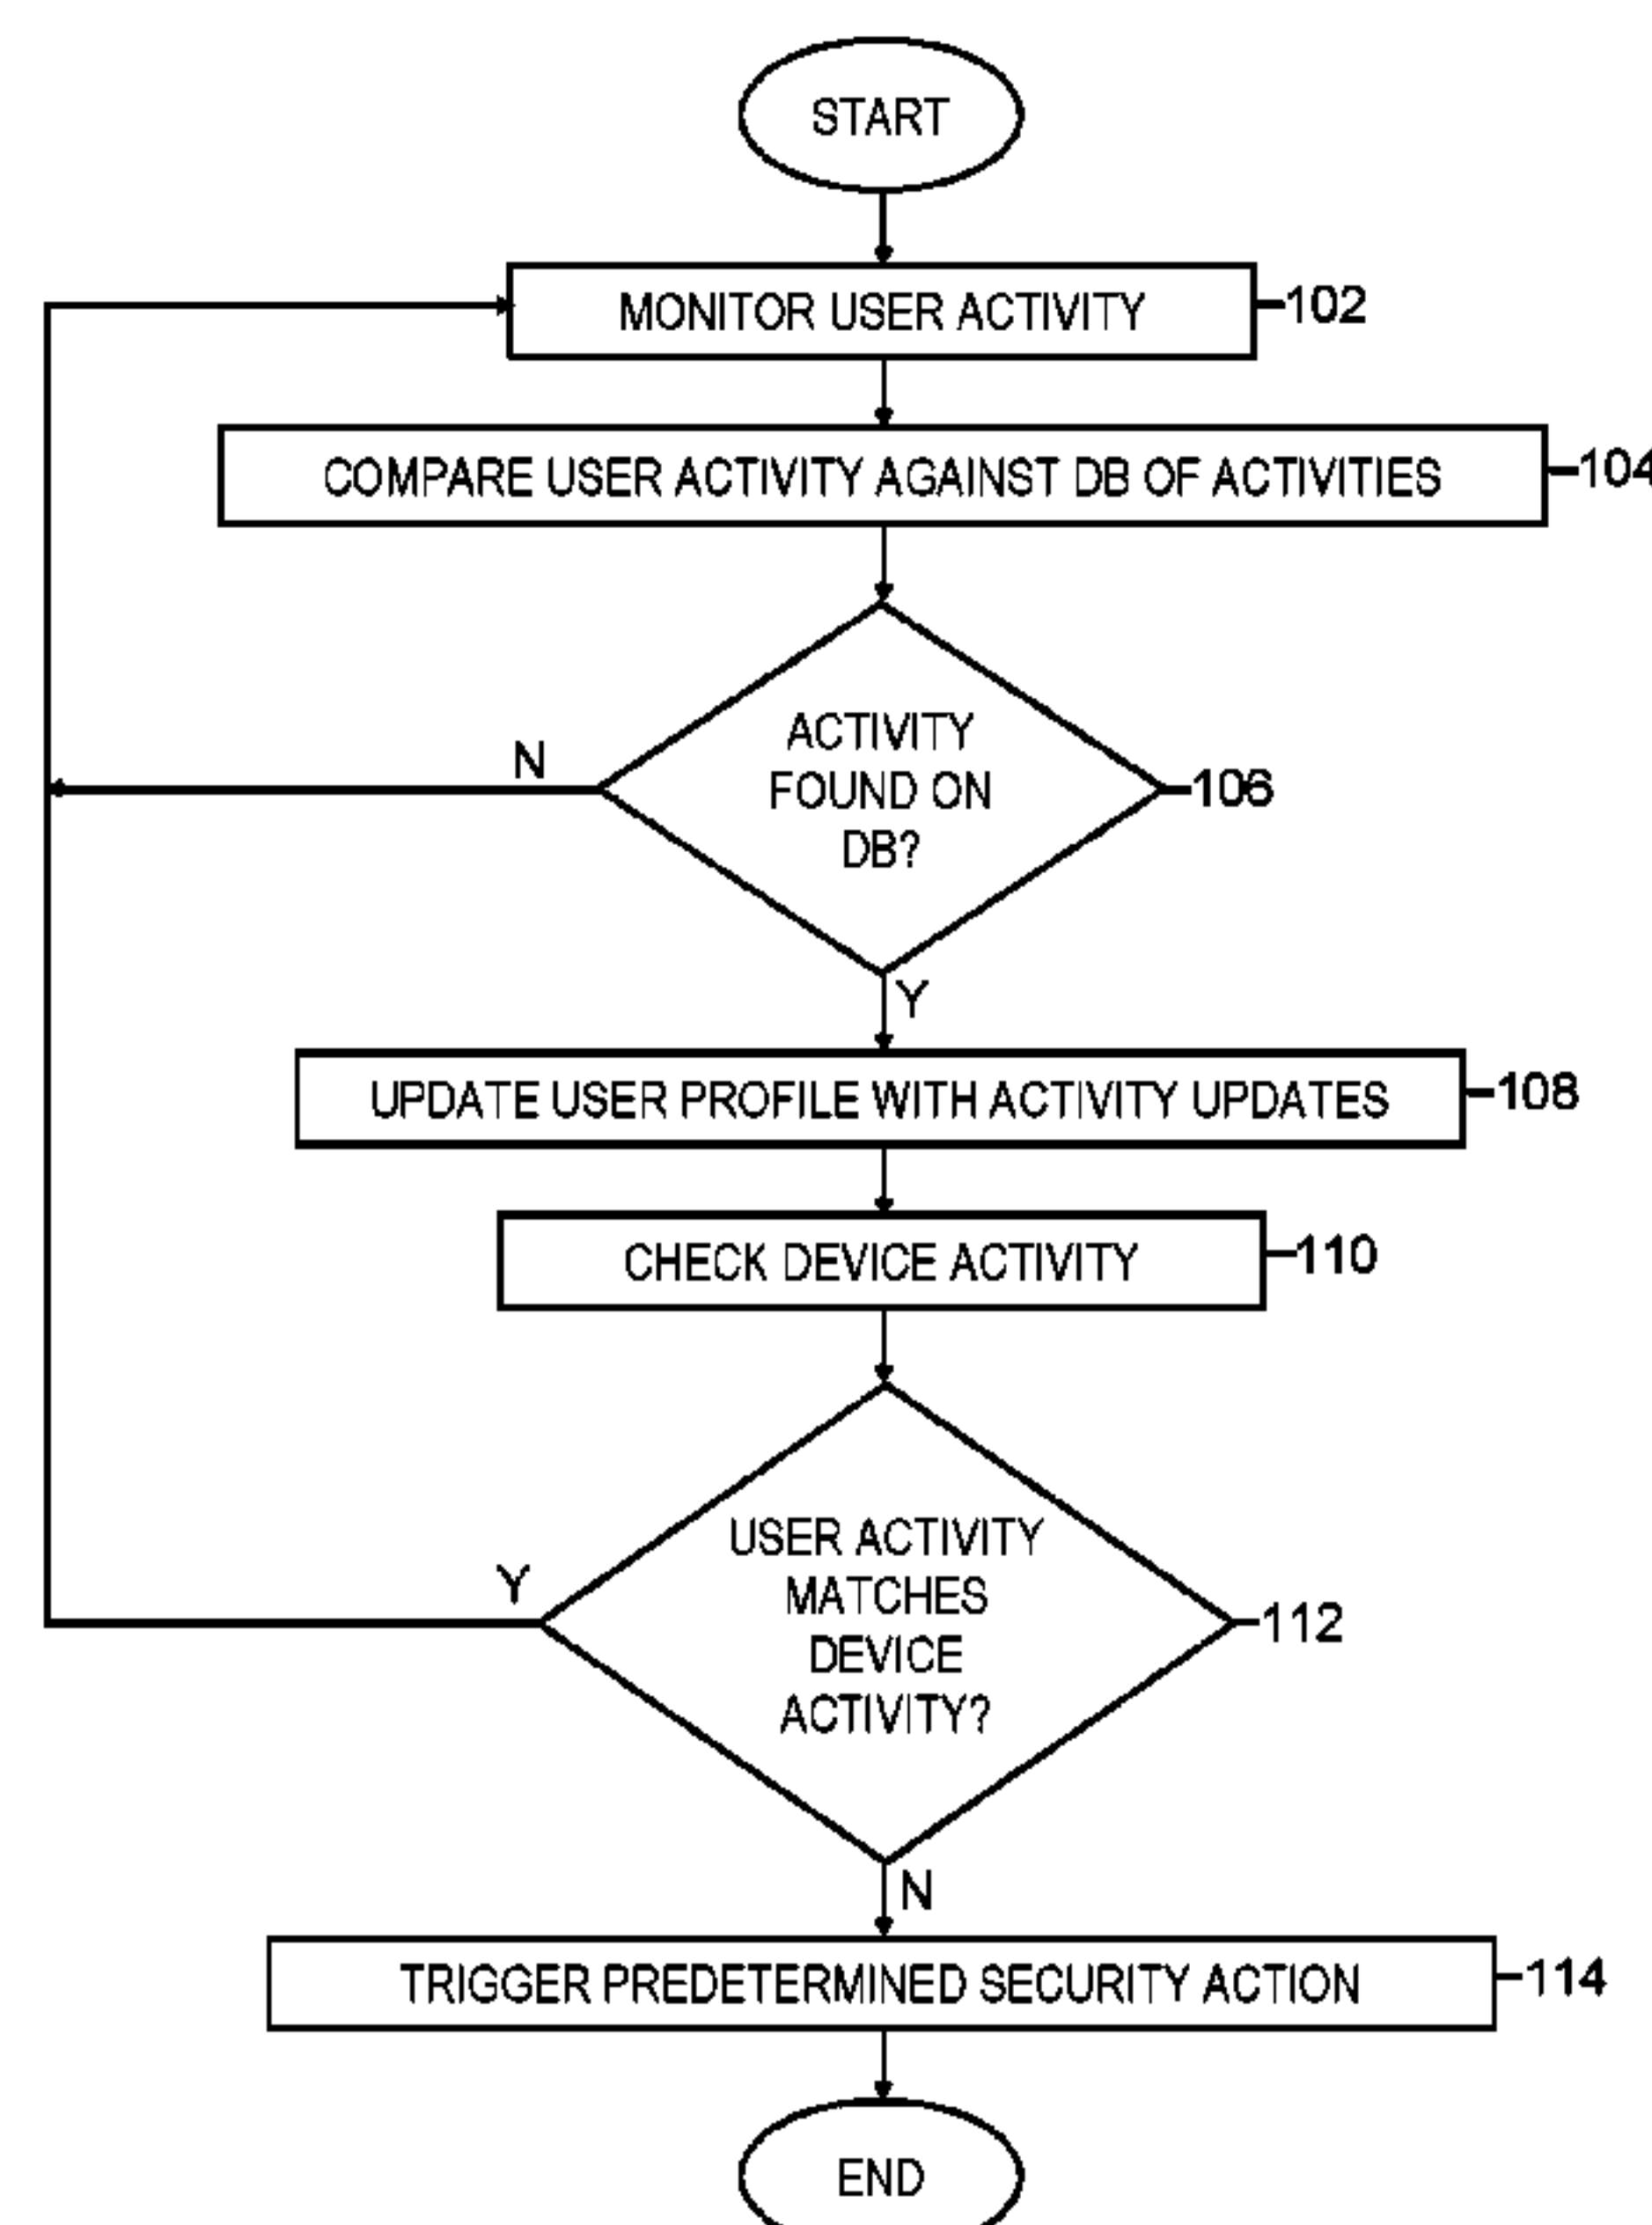 START
MONITOR USER ACTIVITY
102
COMPARE USER ACTIVITY AGAINST DB OF ACTIVITIES
104
ACTIVITY
FOUND ON
DB?
N
106
Y
UPDATE USER PROFILE WITH ACTIVITY UPDATES
108
CHECK DEVICE ACTIVITY
110
USER ACTIVITY
MATCHES
DEVICE
ACTIVITY?
Y
112
N
TRIGGER PREDETERMINED SECURITY ACTION
114
END